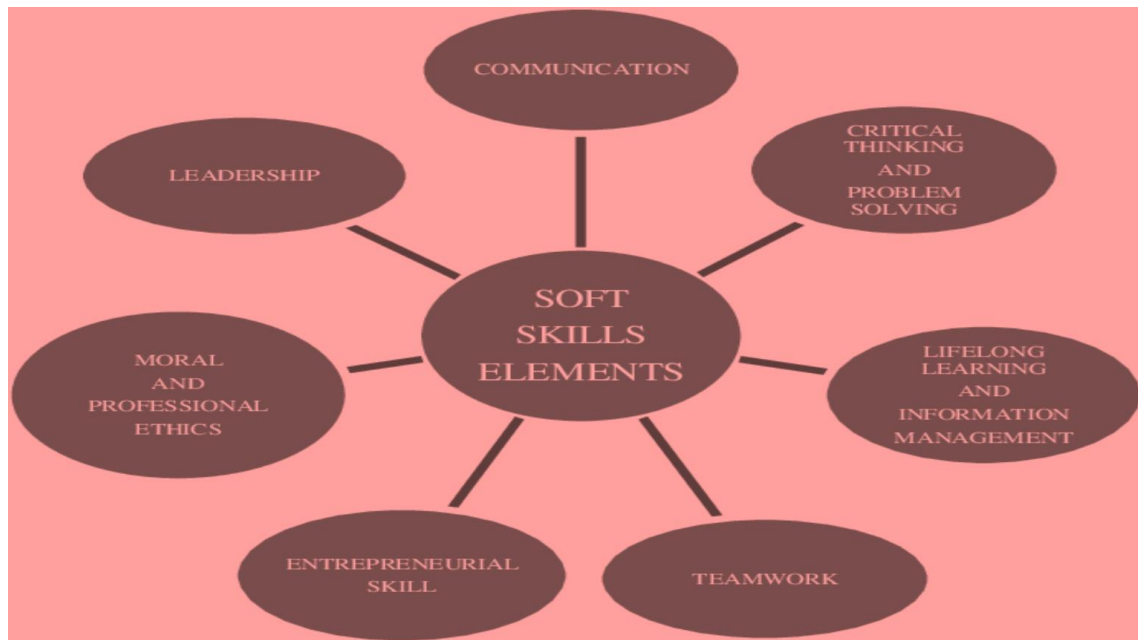 COMMUNICATION
CRITICAL
THINKING
AND
PROBLEM
SOLVING
LEADERSHIP
SOFT
SKILLS
ELEMENTS
LIFELONG
LEARNING
AND
INFORMATION
MANAGEMENT
MORAL
AND
PROFESSIONAL
ETHICS
ENTREPRENEURIAL
SKILL
TEAMWORK